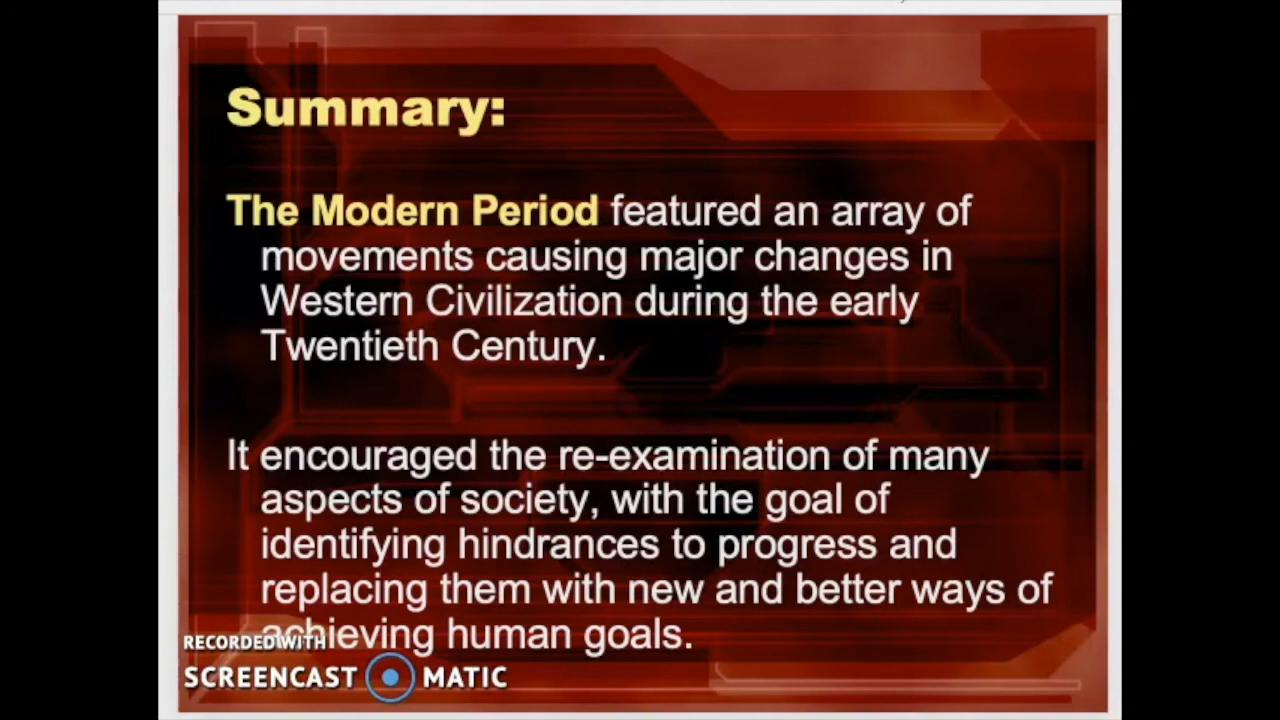 Summary:
The Modern Period featured an array of
movements causing major changes in
Western Civilization during the early
Twentieth Century.
It encouraged the re-examination of many
aspects of society, with the goal of
identifying hindrances to progress and
replacing them with new and better ways of
achieving human goals.
RECORDED WITH
SCREENCAST MATIC